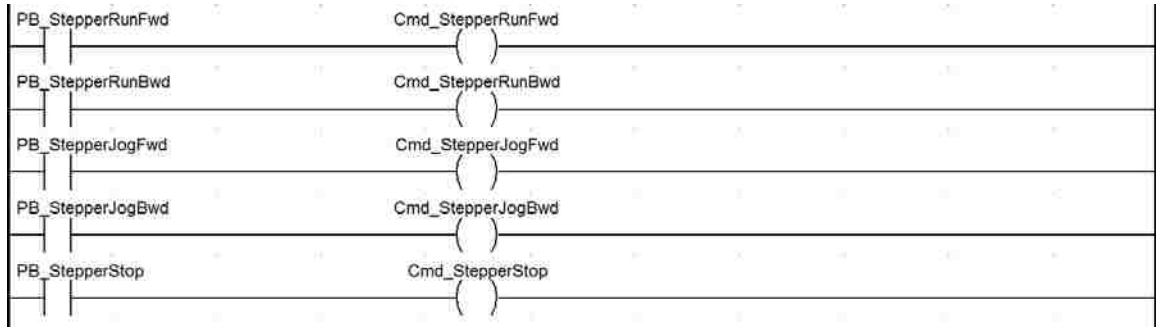 PB_StepperRunFwd Cmd_StepperRunFwd
PB_StepperRunBwd Cmd_StepperRunBwd
PB_StepperJogFwd Cmd_StepperJogFwd
PB_StepperJogBwd Cmd_StepperJogBwd
PB_StepperStop Cmd_StepperStop